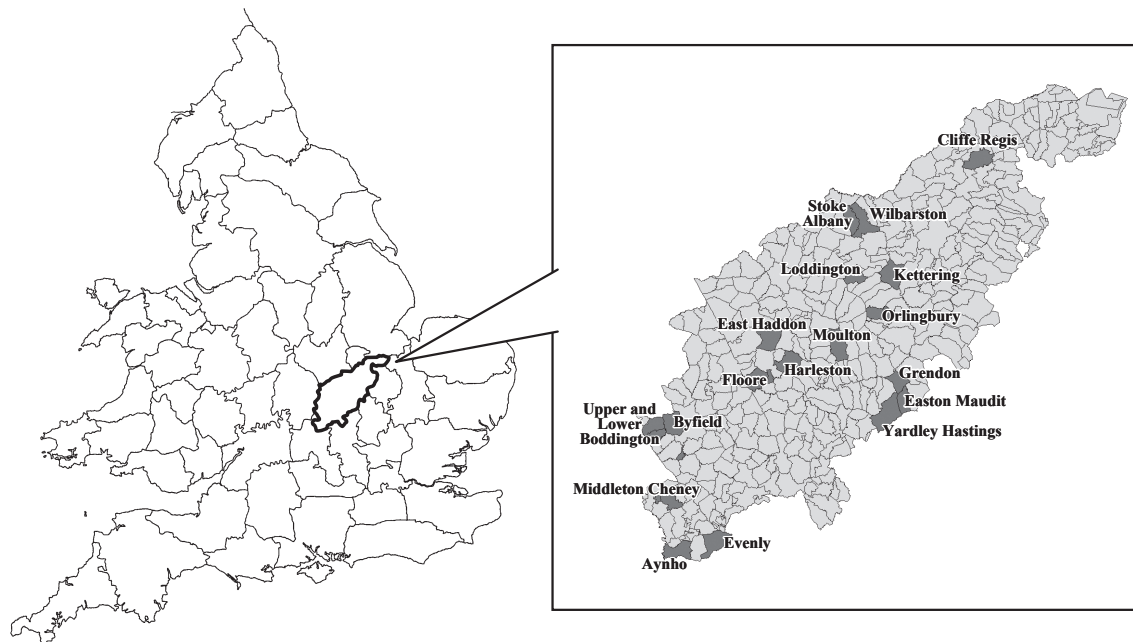 Cliffe Regis
Stoke
Albany
Wilbarston
Loddington
Kettering
Orlingbury
East Haddon
Moulton
Harleston
Floore
Grendon
Easton Maudit
Yardley Hastings
Upper and
Lower
Boddington
Byfield
Middleton Cheney
Evenly
Aynho